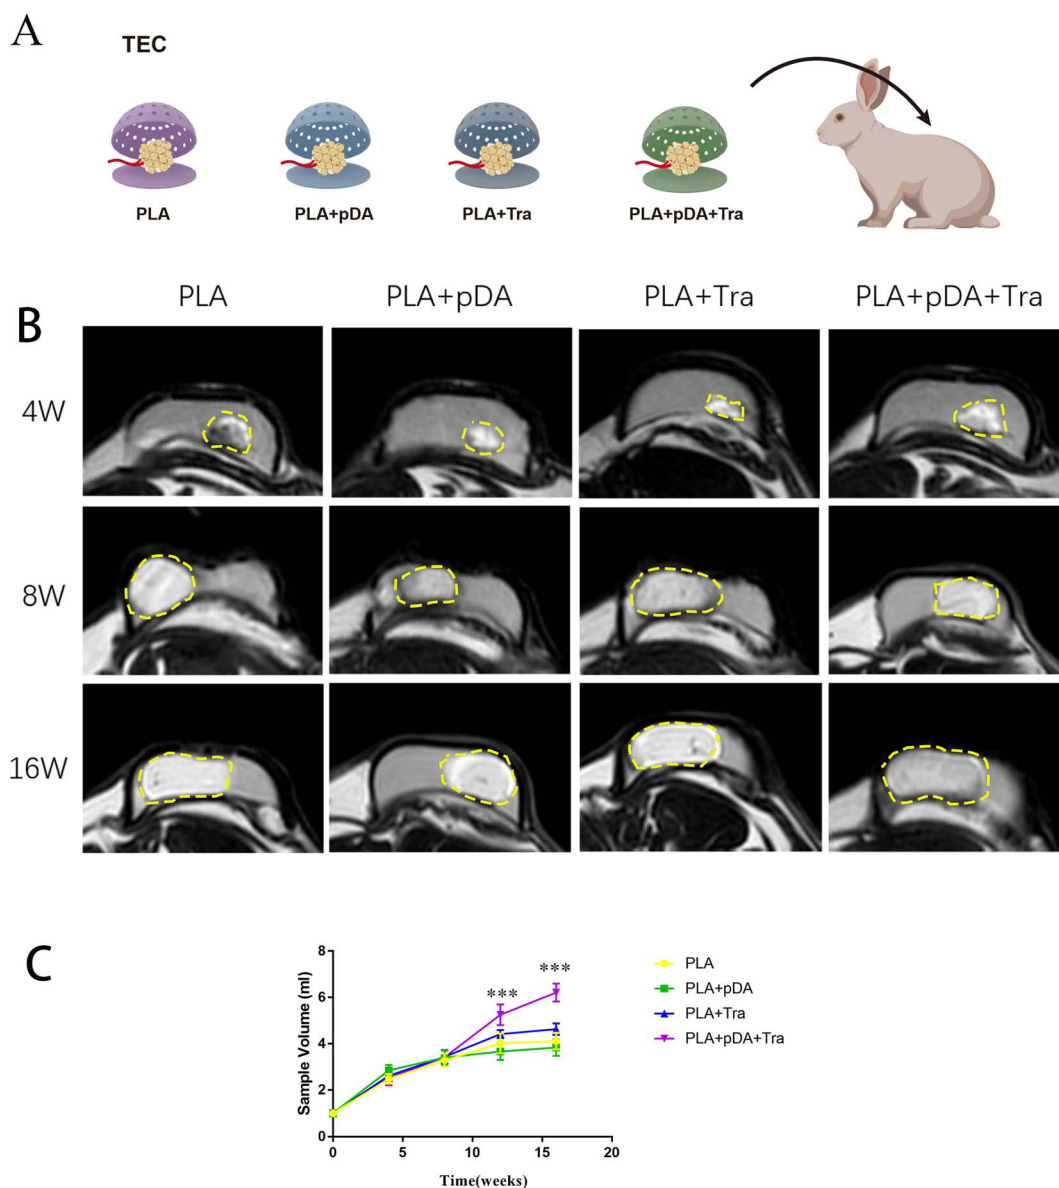 A
TEC
PLA
PLA+pDA
PLA+Tra
PLA+pDA+Tra
B
PLA
PLA+pDA
PLA+Tra
PLA+pDA+Tra
4W
8W
16W
C
8
6
4
2
0
0
5
10
15
20
***
***
Sample Volume (ml)
Time(weeks)
PLA
PLA+pDA
PLA+Tra
PLA+pDA+Tra